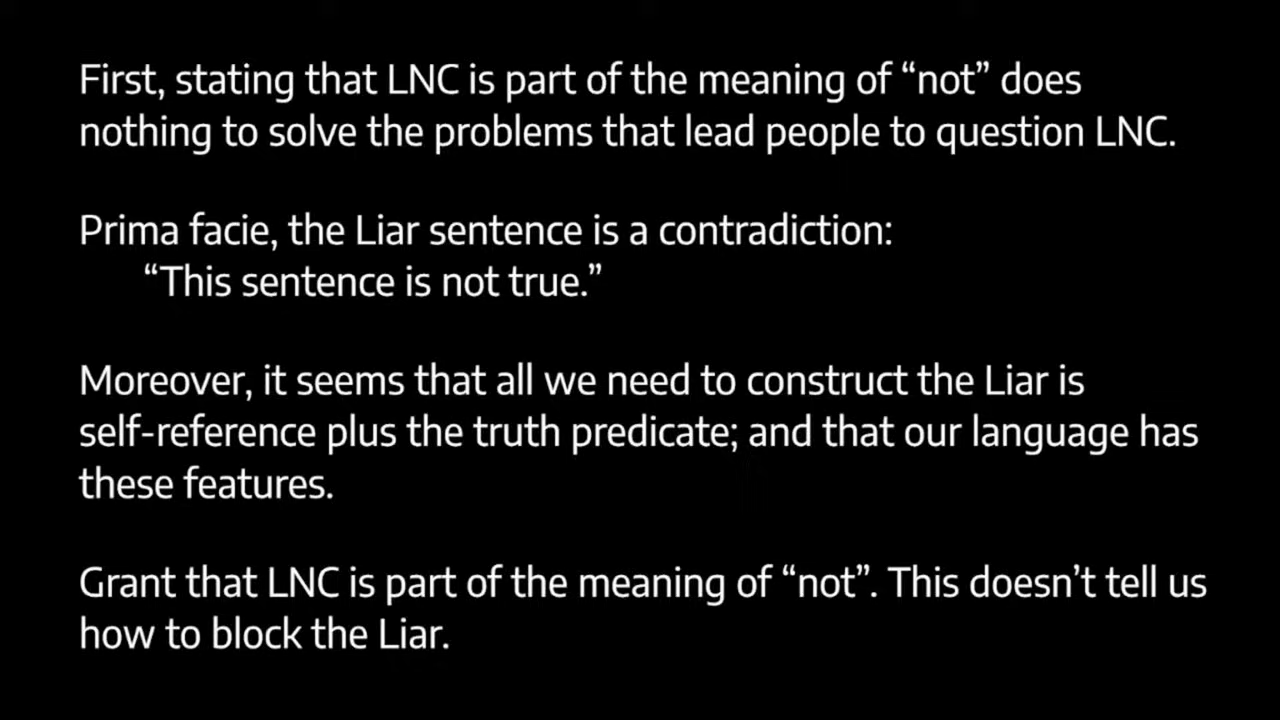 First, stating that LNC is part of the meaning of “not” does
nothing to solve the problems that lead people to question LNC.
Prima facie, the Liar sentence is a contradiction:
“This sentence is not true.”
Moreover, it seems that all we need to construct the Liar is
self-reference plus the truth predicate; and that our language has
these features.
Grant that LNC is part of the meaning of “not”. This doesn’t tell us
how to block the Liar.